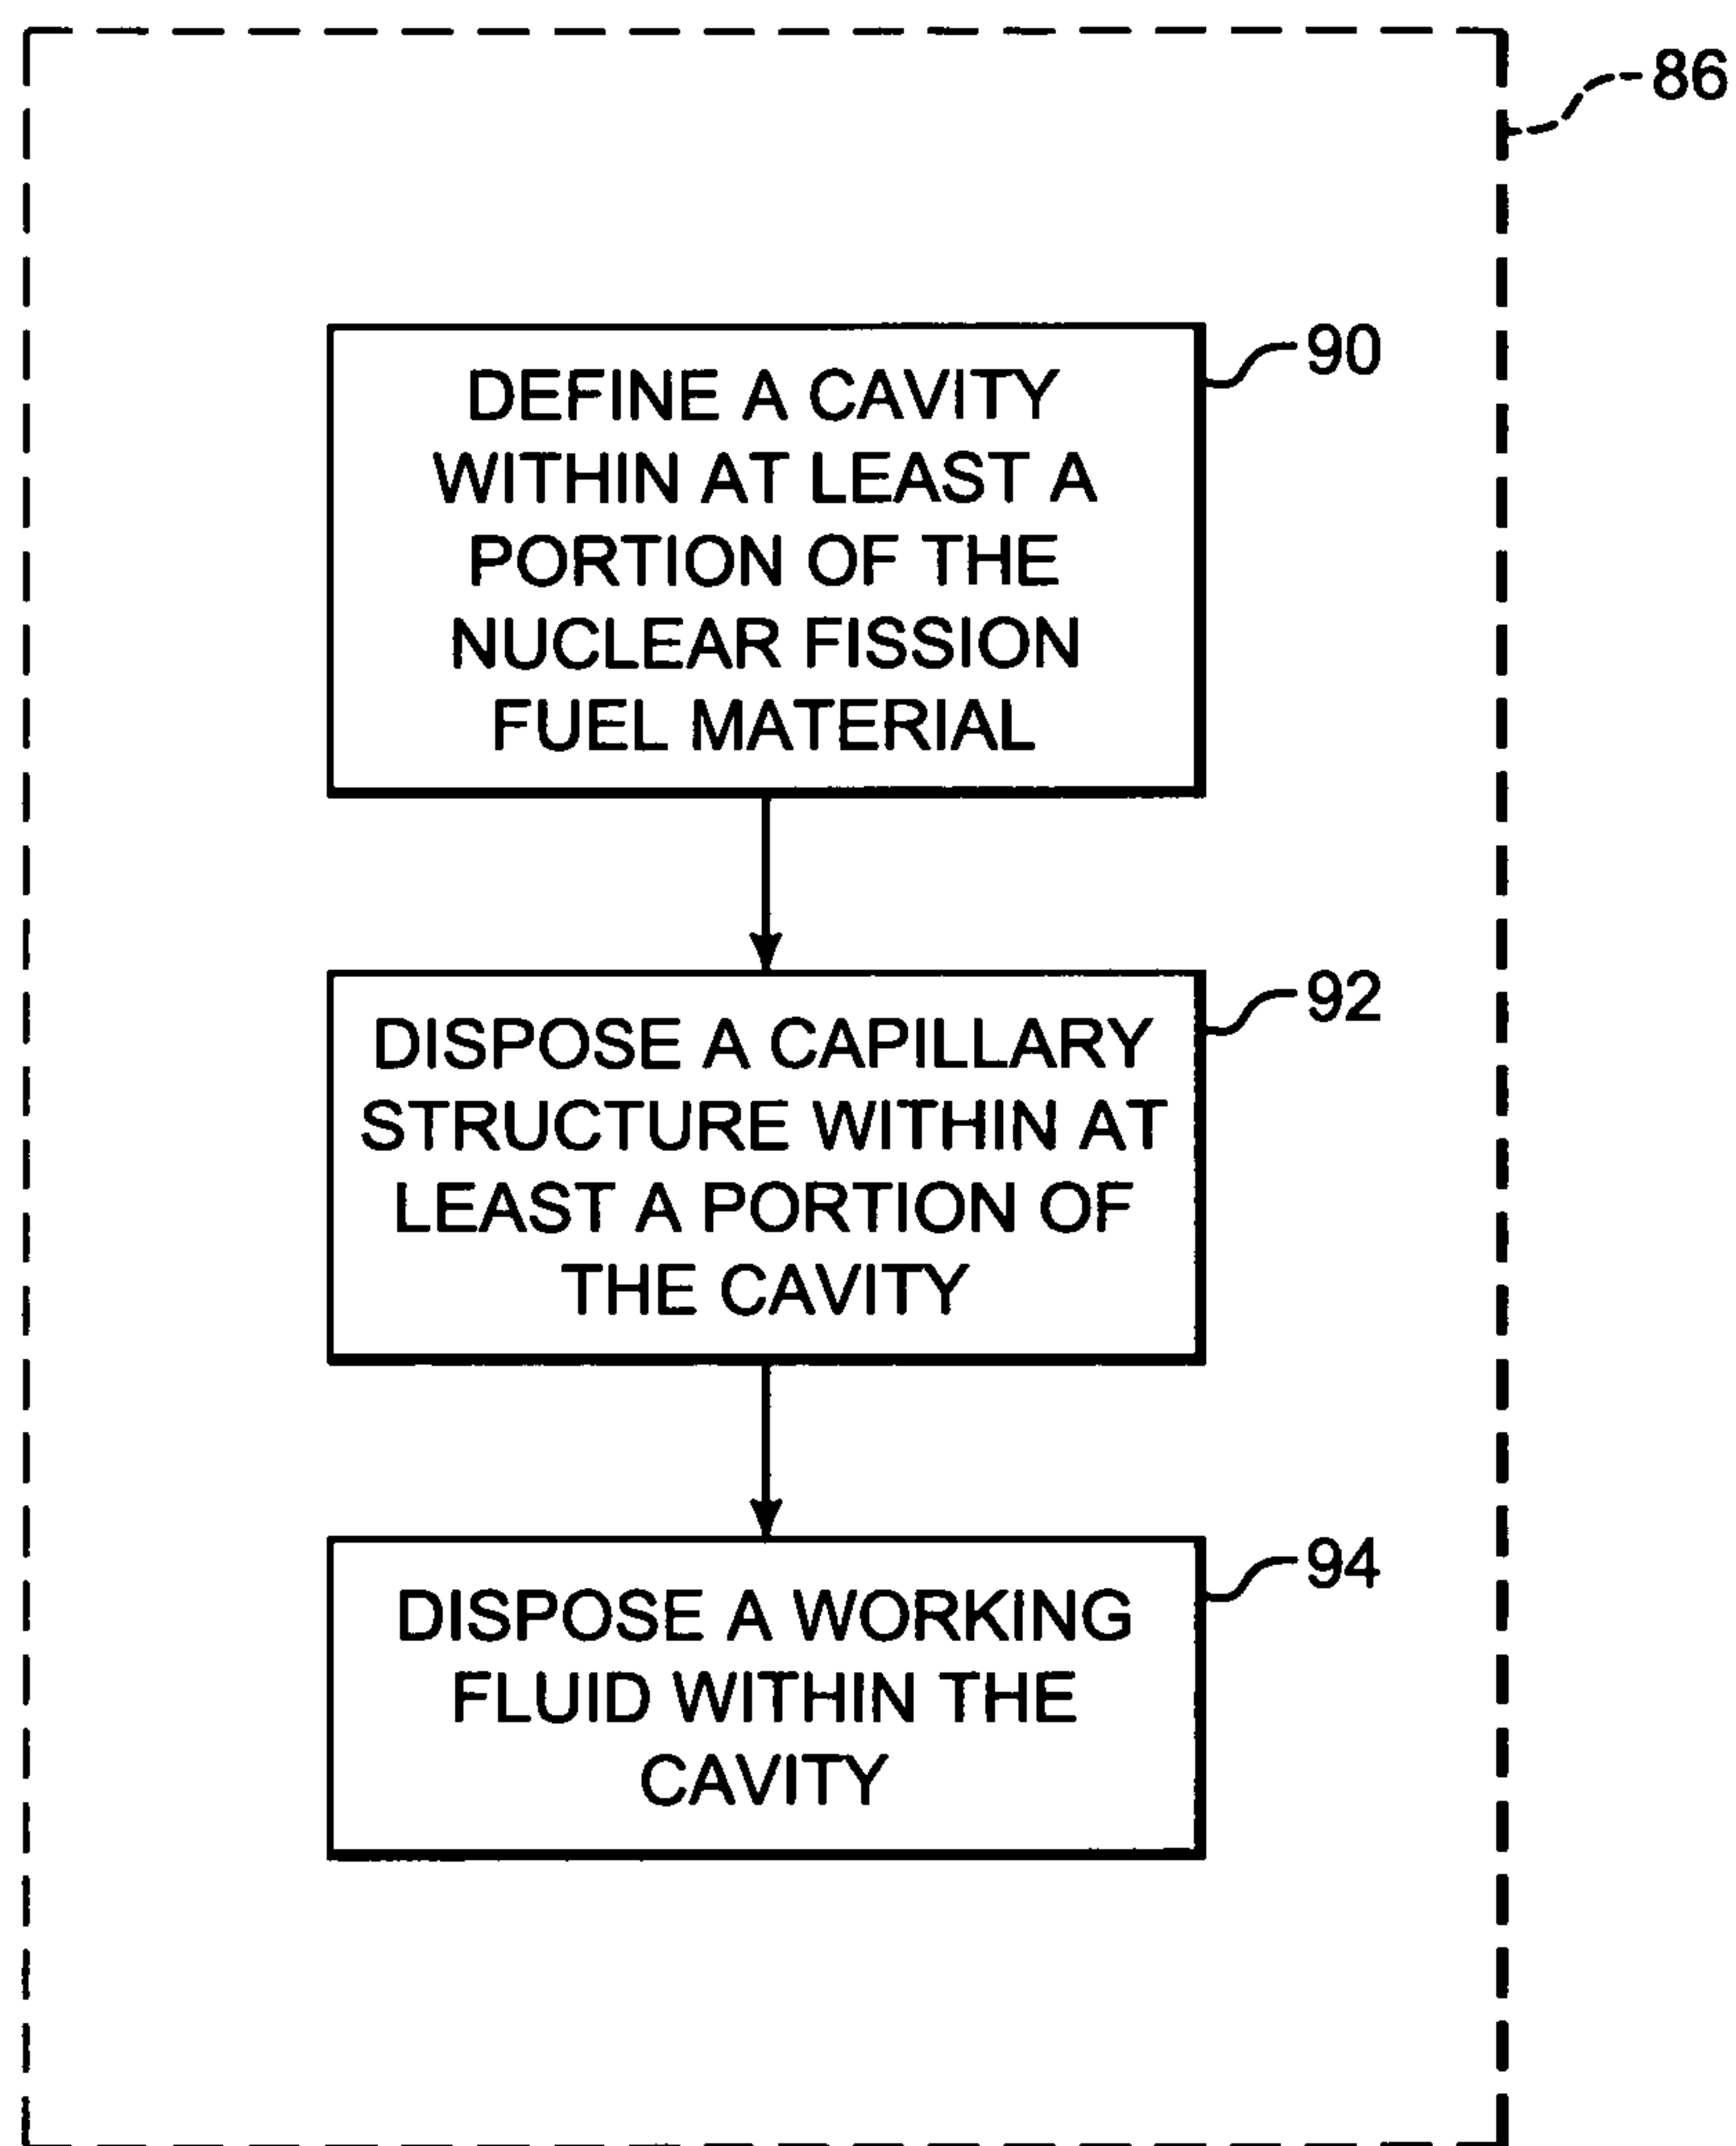 86
90
DEFINE A CAVITY
WITHIN AT LEAST A
PORTION OF THE
NUCLEAR FISSION
FUEL MATERIAL
92
DISPOSE A CAPILLARY
STRUCTURE WITHIN AT
LEAST A PORTION OF
THE CAVITY
94
DISPOSE A WORKING
FLUID WITHIN THE
CAVITY